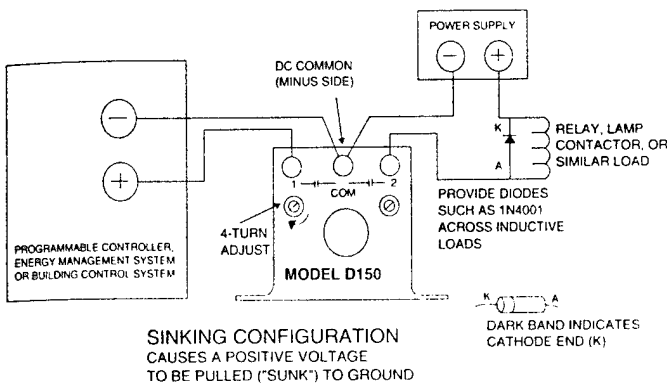 POWER SUPPLY
−
+
DC COMMON
(MINUS SIDE)
−
+
K
A
RELAY, LAMP
CONTACTOR, OR
SIMILAR LOAD
1
COM
2
4-TURN
ADJUST
PROVIDE DIODES
SUCH AS 1N4001
ACROSS INDUCTIVE
LOADS
PROGRAMMABLE CONTROLLER,
ENERGY MANAGEMENT SYSTEM
OR BUILDING CONTROL SYSTEM
MODEL D150
K
A
DARK BAND INDICATES
CATHODE END (K)
SINKING CONFIGURATION
CAUSES A POSITIVE VOLTAGE
TO BE PULLED ("SUNK") TO GROUND